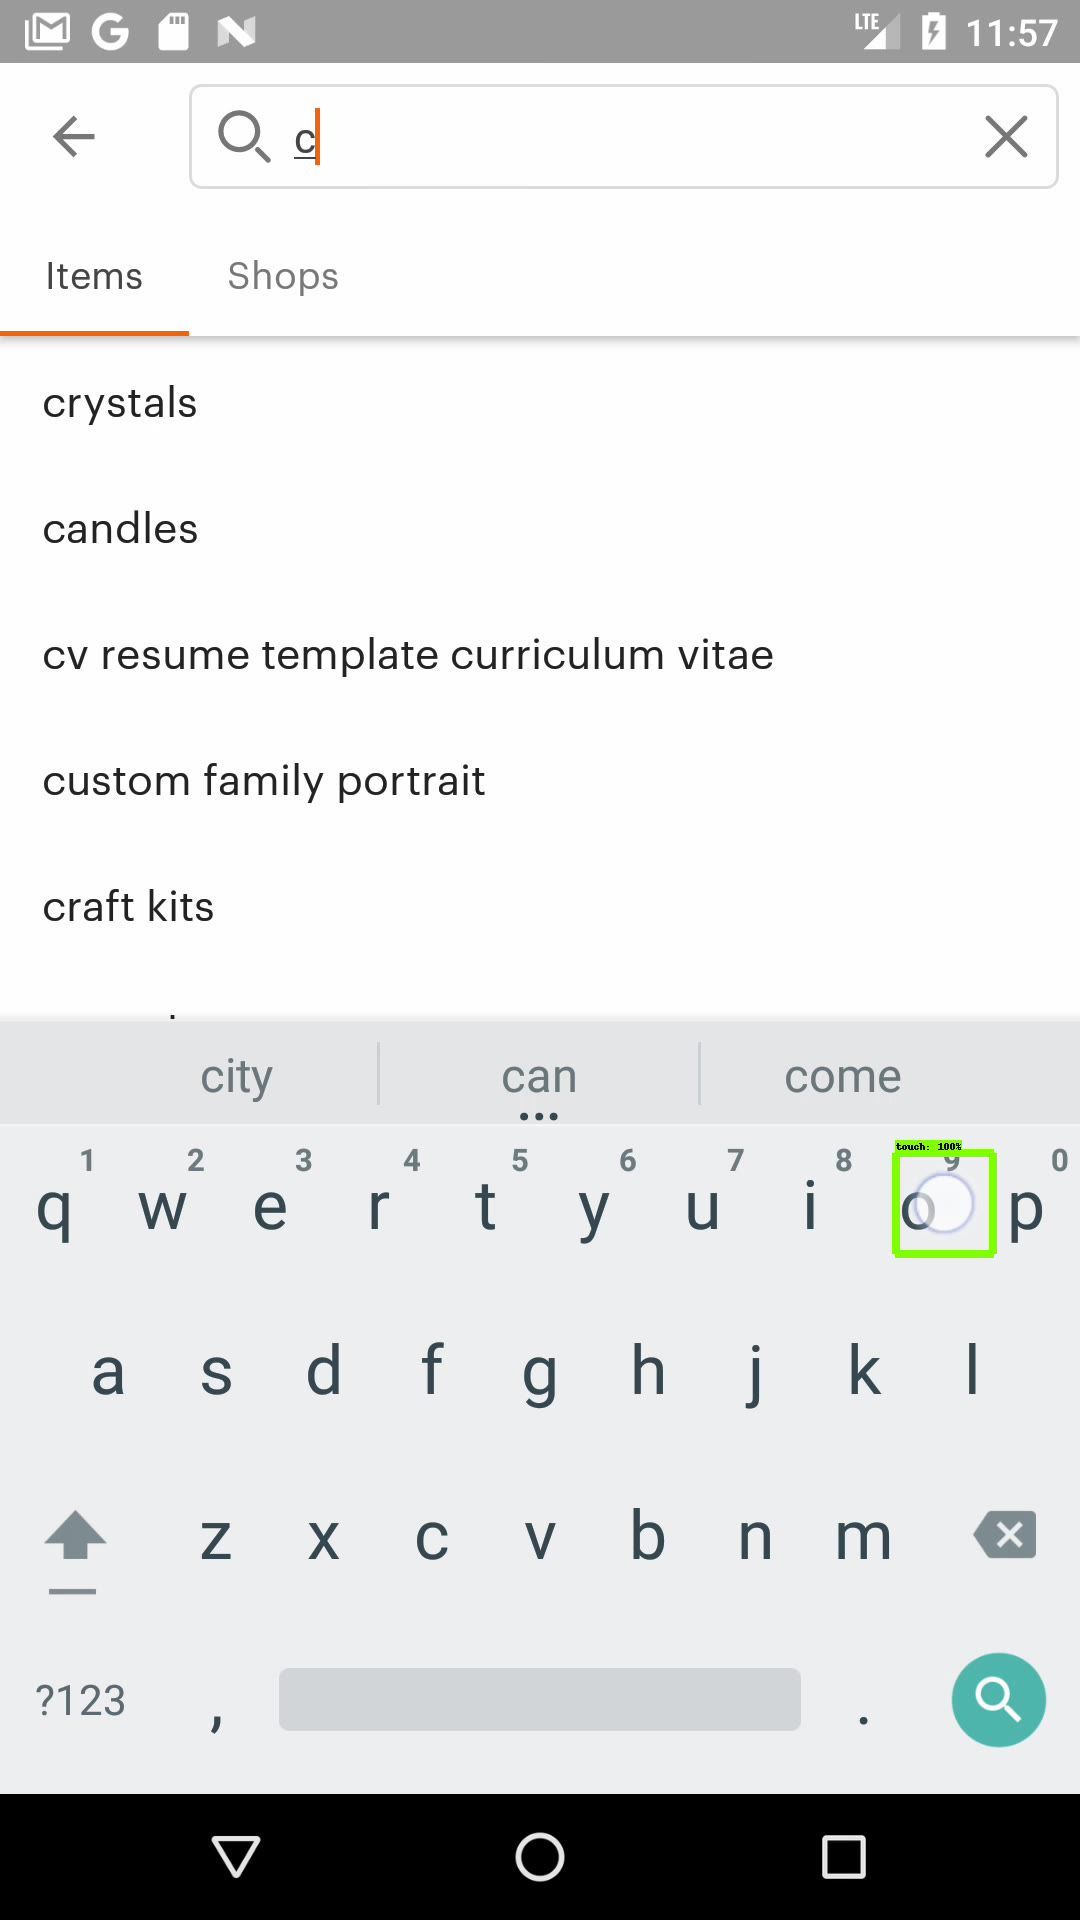 LTE 11:57
c
Items Shops
crystals
candles
cv resume template curriculum vitae
custom family portrait
craft kits
city can come
touch: 100%
1 2 3 4 5 6 7 8 9 0
q w e r t y u i o p
a s d f g h j k l
z x c v b n m
?123 , .